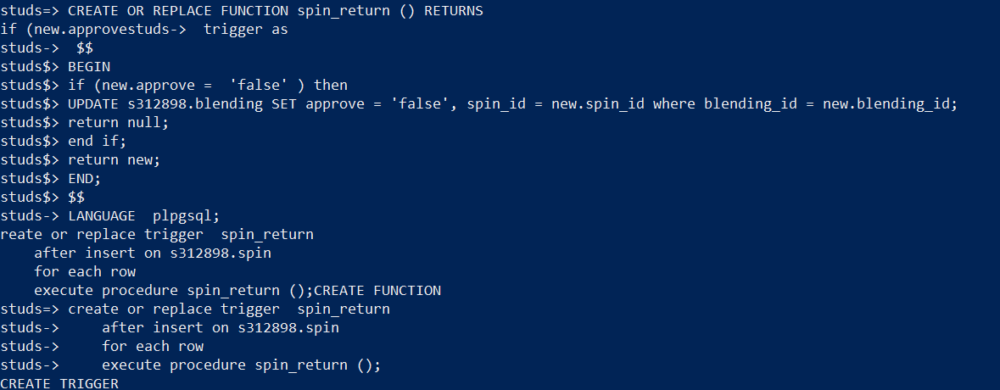 studs=> CREATE OR REPLACE FUNCTION spin_return () RETURNS
if (new.approvestuds->  trigger as
studs->  $$
studs$> BEGIN
studs$> if (new.approve =  'false' ) then
studs$> UPDATE s312898.blending SET approve = 'false', spin_id = new.spin_id where blending_id = new.blending_id;
studs$> return null;
studs$> end if;
studs$> return new;
studs$> END;
studs$> $$
studs-> LANGUAGE  plpgsql;
reate or replace trigger  spin_return
    after insert on s312898.spin
    for each row
    execute procedure spin_return ();CREATE FUNCTION
studs=> create or replace trigger  spin_return
studs->     after insert on s312898.spin
studs->     for each row
studs->     execute procedure spin_return ();
CREATE TRIGGER